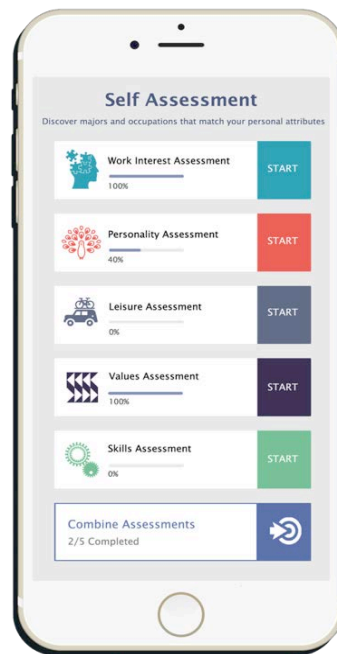 Self Assessment
Discover majors and occupations that match your personal attributes
Work Interest Assessment
START
100%
Personality Assessment
START
40%
Leisure Assessment
START
0%
Values Assessment
START
100%
Skills Assessment
START
0%
Combine Assessments
2/5 Completed